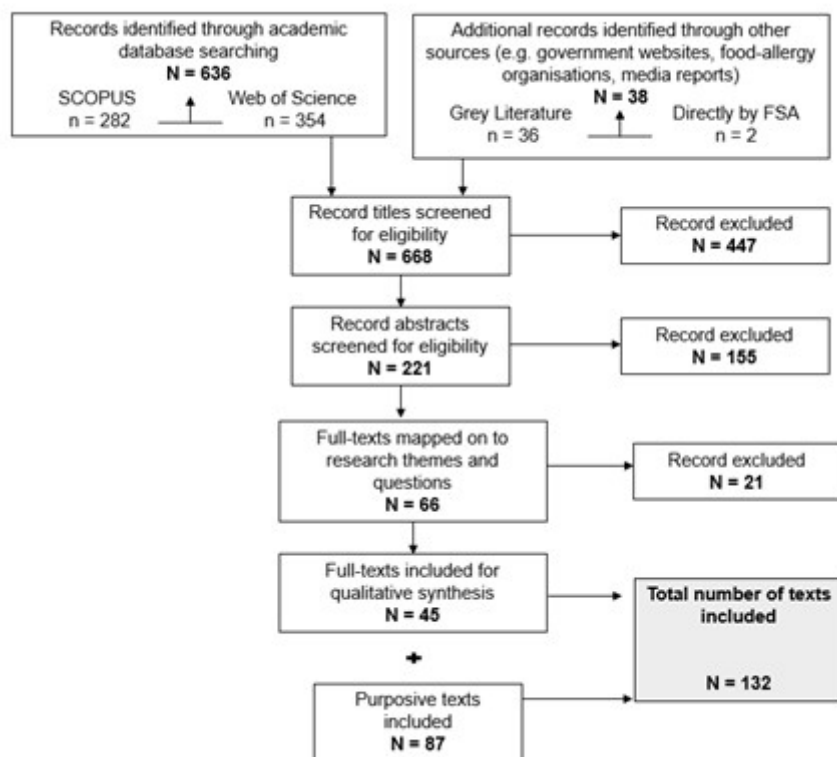 Records identified through academic
database searching
N = 636
SCOPUS
n = 282
Web of Science
n = 354
Additional records identified through other
sources (e.g. government websites, food-allergy
organisations, media reports)
N = 38
Grey Literature
n = 36
Directly by FSA
n = 2
Record titles screened
for eligibility
N = 668
Record excluded
N = 447
Record abstracts
screened for eligibility
N = 221
Record excluded
N = 155
Full-texts mapped on to
research themes and
questions
N = 66
Record excluded
N = 21
Full-texts included for
qualitative synthesis
N = 45
+
Purposive texts
included
N = 87
Total number of texts
included
N = 132